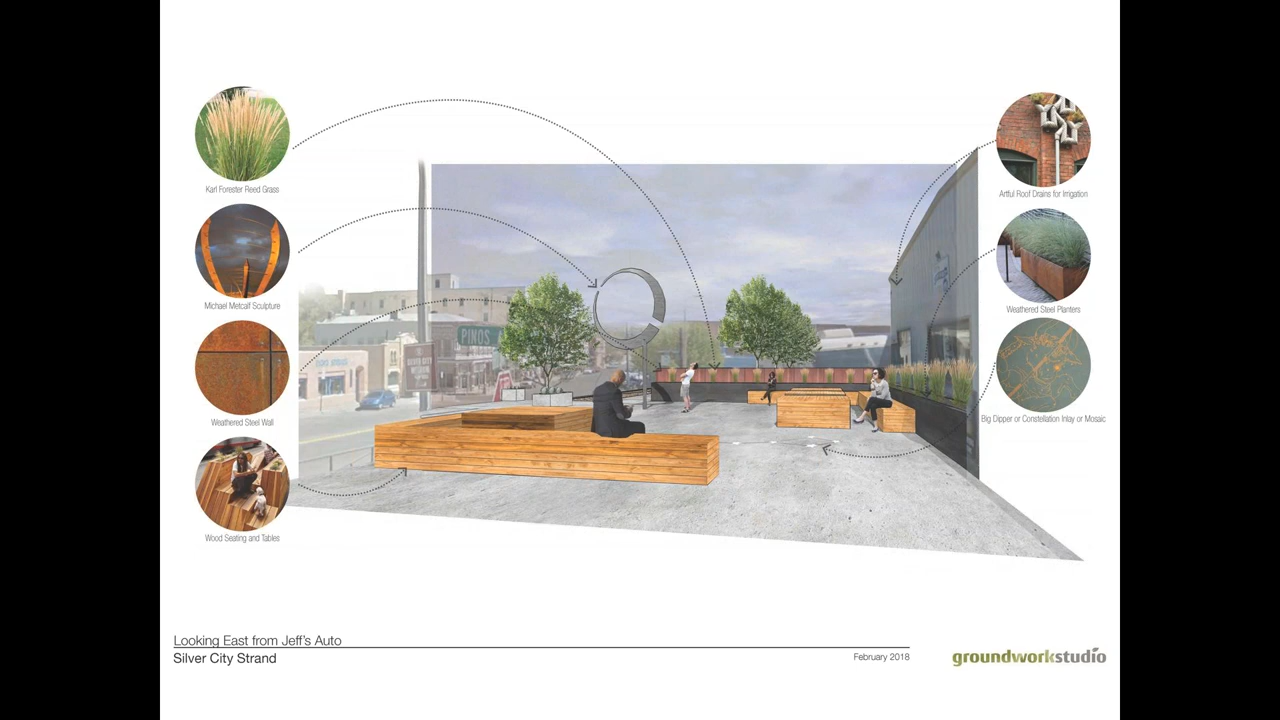 Karl Forester Reed Grass
Michael Metcalf Sculpture
Weathered Steel Wall
Wood Seating and Tables
PINOS
Artful Roof Drains for Irrigation
Weathered Steel Planters
Big Dipper or Constellation Inlay or Mosaic
Looking East from Jeff's Auto
Silver City Strand
February 2018
groundworkstudio